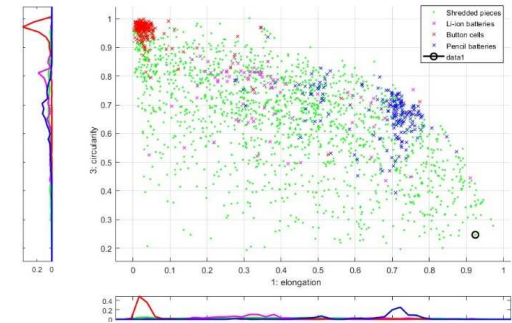 Shredded pieces
Li-ion batteries
Button cells
Pencil batteries
data1
1
0.9
0.8
0.7
0.6
0.5
0.4
0.3
0.2
3: circularity
0 0.1 0.2 0.3 0.4 0.5 0.6 0.7 0.8 0.9 1
1: elongation
0.2 0
0.4
0.2
0